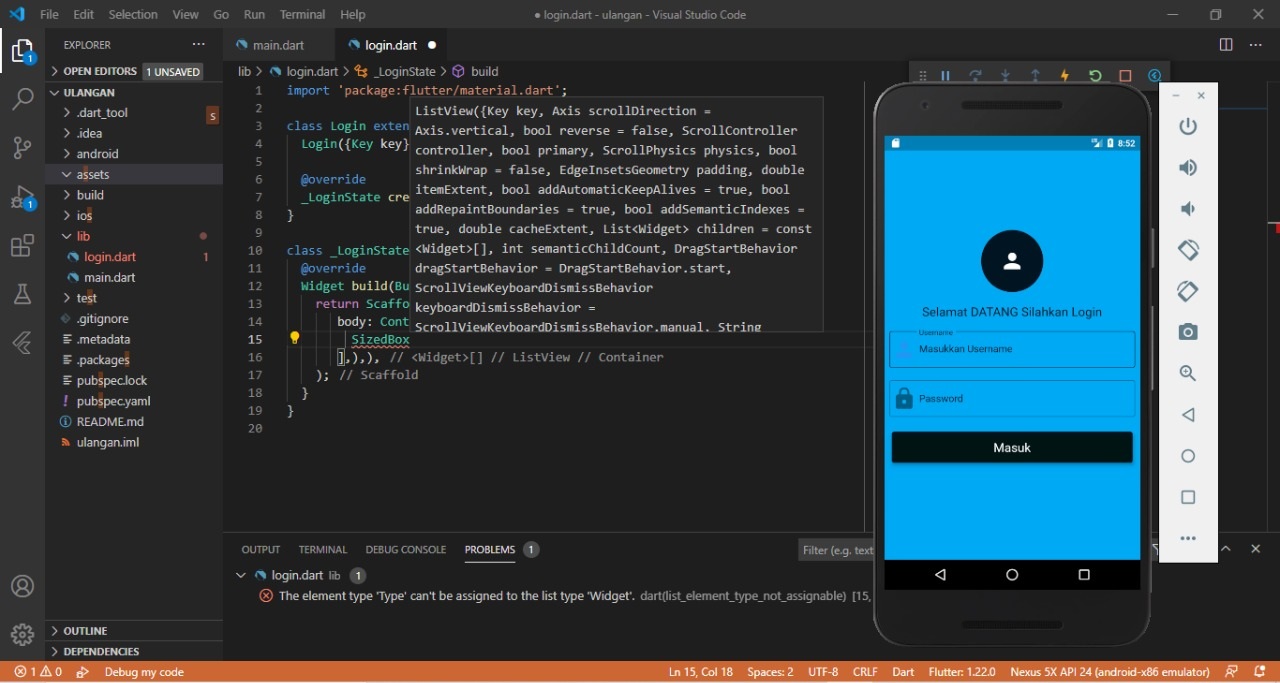 File Edit Selection View Go Run Terminal Help
● login.dart - ulangan - Visual Studio Code
EXPLORER
OPEN EDITORS 1 UNSAVED
ULANGAN
.dart_tool
.idea
android
assets
build
ios
lib
login.dart 1
main.dart
test
.gitignore
.metadata
.packages
pubspec.lock
pubspec.yaml
README.md
ulangan.iml
OUTLINE
DEPENDENCIES
main.dart
login.dart
lib > login.dart > _LoginState > build
1 import 'package:flutter/material.dart';
2
3 class Login exten
4 Login({Key key}
5
6 @override
7 _LoginState cre
8 }
9
10 class _LoginState
11 @override
12 Widget build(Bu
13 return Scaffo
14 body: Cont
15 SizedBox
16 ],),), // <Widget>[] // ListView // Container
17 ); // Scaffold
18 }
19 }
20
ListView({Key key, Axis scrollDirection =
Axis.vertical, bool reverse = false, ScrollController
controller, bool primary, ScrollPhysics physics, bool
shrinkWrap = false, EdgeInsetsGeometry padding, double
itemExtent, bool addAutomaticKeepAlives = true, bool
addRepaintBoundaries = true, bool addSemanticIndexes =
true, double cacheExtent, List<Widget> children = const
<Widget>[], int semanticChildCount, DragStartBehavior
dragStartBehavior = DragStartBehavior.start,
ScrollViewKeyboardDismissBehavior
keyboardDismissBehavior =
ScrollViewKeyboardDismissBehavior.manual, String
OUTPUT TERMINAL DEBUG CONSOLE PROBLEMS 1
Filter (e.g. text
login.dart lib 1
The element type 'Type' can't be assigned to the list type 'Widget'. dart(list_element_type_not_assignable) [15,
8:52
Selamat DATANG Silahkan Login
Username
Masukkan Username
Password
Masuk
1 0 Debug my code
Ln 15, Col 18 Spaces: 2 UTF-8 CRLF Dart Flutter: 1.22.0 Nexus 5X API 24 (android-x86 emulator)